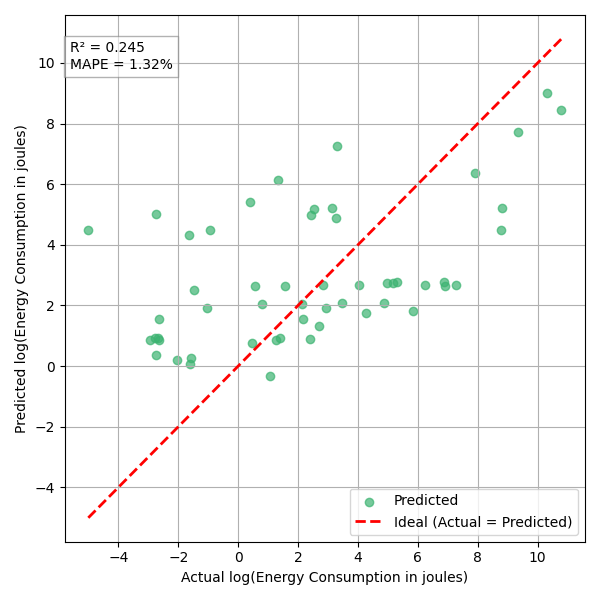 R² = 0.245
MAPE = 1.32%
10
8
6
4
2
0
−2
−4
Predicted log(Energy Consumption in joules)
Predicted
Ideal (Actual = Predicted)
−4 −2 0 2 4 6 8 10
Actual log(Energy Consumption in joules)